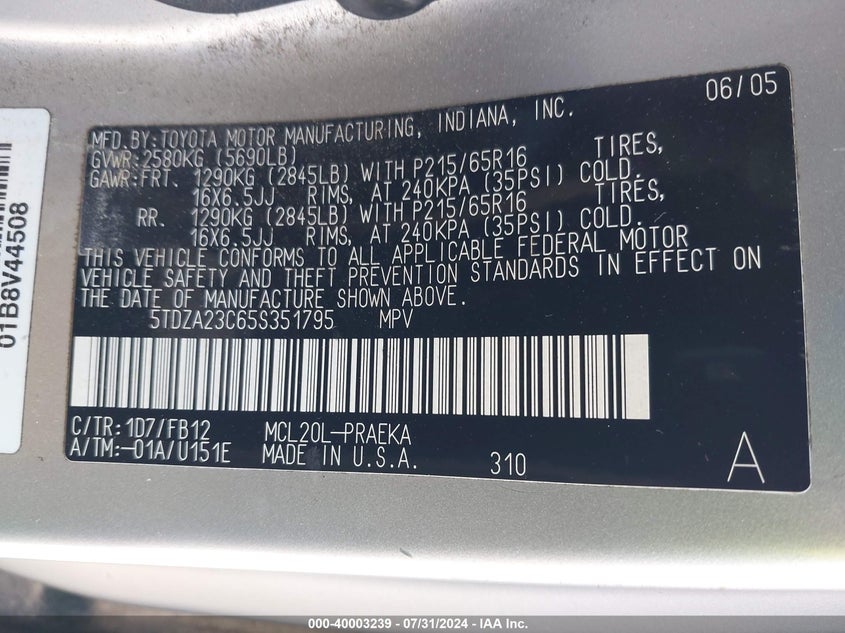 06/05
MFD.BY:TOYOTA MOTOR MANUFACTURING, INDIANA, INC.
GVWR:2580KG (5690LB)
GAWR:FRT. 1290KG (2845LB) WITH P215/65R16 TIRES,
16X6.5JJ RIMS, AT 240KPA (35PSI) COLD.
RR. 1290KG (2845LB) WITH P215/65R16 TIRES,
16X6.5JJ RIMS, AT 240KPA (35PSI) COLD.
THIS VEHICLE CONFORMS TO ALL APPLICABLE FEDERAL MOTOR
VEHICLE SAFETY AND THEFT PREVENTION STANDARDS IN EFFECT ON
THE DATE OF MANUFACTURE SHOWN ABOVE.
5TDZA23C65S351795 MPV
C/TR:1D7/FB12 MCL20L-PRAEKA
A/TM:-01A/U151E MADE IN U.S.A. 310 A
01B8V44508
000-40003239 - 07/31/2024 - IAA Inc.